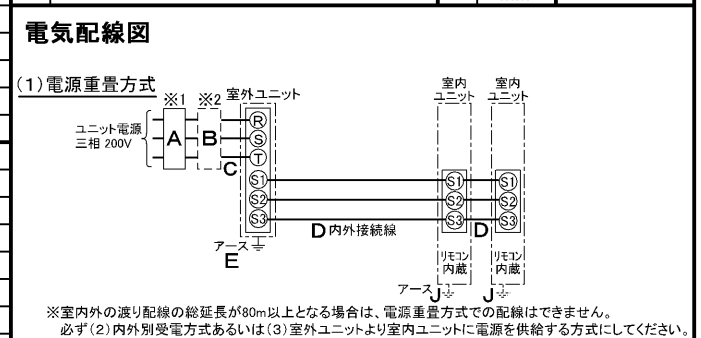 電気配線図
(1)電源重畳方式
※1 ※2 室外ユニット
室内
ユニット
室内
ユニット
ユニット電源
三相 200V
A
B
C
R
S
T
S1
S2
S3
S1
S2
S3
S1
S2
S3
D 内外接続線
D
アース
E
リモコン
内蔵
リモコン
内蔵
アース J
J
※室内外の渡り配線の総延長が80m以上となる場合は、電源重畳方式での配線はできません。
必ず(2)内外別受電方式あるいは(3)室外ユニットより室内ユニットに電源を供給する方式にしてください。